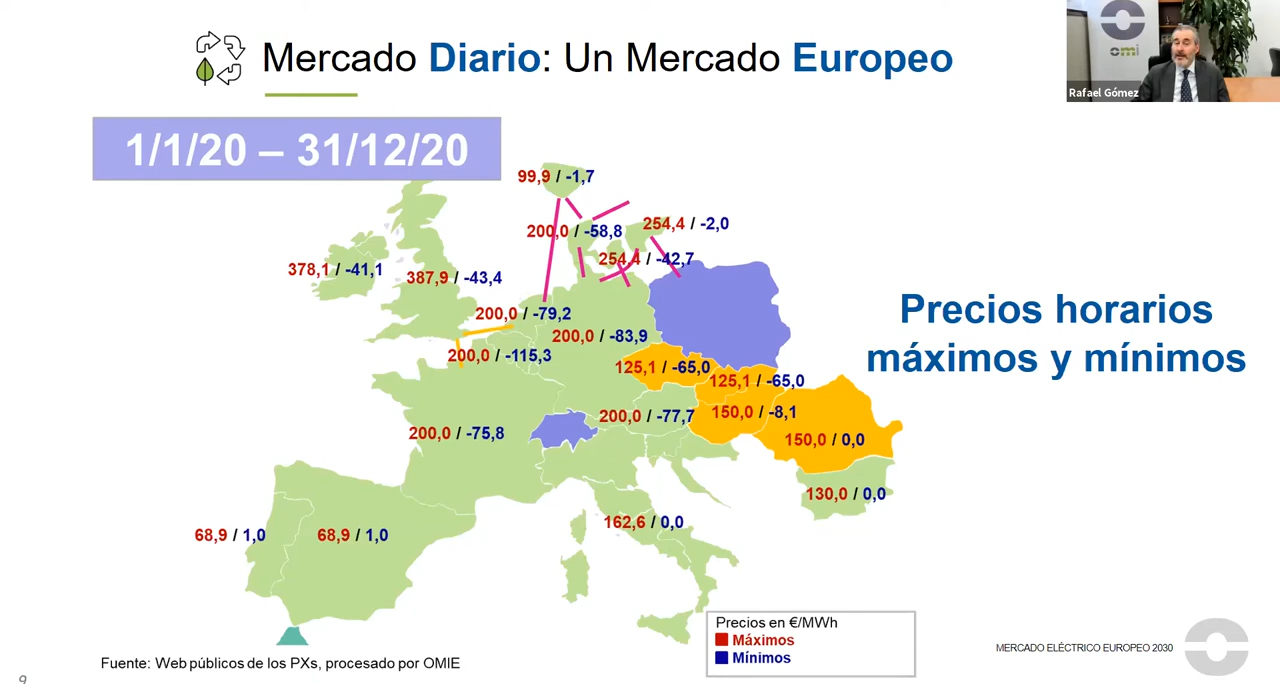 Mercado Diario: Un Mercado Europeo
omi
Rafael Gómez
1/1/20 – 31/12/20
99,9 / -1,7
254,4 / -2,0
200,0 / -58,8
254,4 / -42,7
378,1 / -41,1
387,9 / -43,4
200,0 / -79,2
200,0 / -83,9
200,0 / -115,3
125,1 / -65,0
125,1 / -65,0
150,0 / -8,1
200,0 / -77,7
200,0 / -75,8
150,0 / 0,0
130,0 / 0,0
162,6 / 0,0
68,9 / 1,0
68,9 / 1,0
Precios horarios
máximos y mínimos
Precios en €/MWh
Máximos
Mínimos
Fuente: Web públicos de los PXs, procesado por OMIE
MERCADO ELÉCTRICO EUROPEO 2030
9